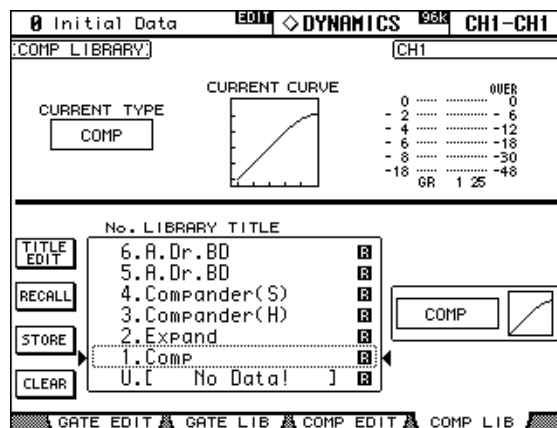 0 Initial Data EDIT ◇DYNAMICS 96K CH1-CH1
COMP LIBRARY CH1
CURRENT TYPE
COMP
CURRENT CURVE
OVER
0 0
- 2 - 6
- 4 -12
- 6 -18
- 8 -30
-18 -48
GR 1 25
No. LIBRARY TITLE
TITLE EDIT
RECALL
STORE
CLEAR
6.A.Dr.BD R
5.A.Dr.BD R
4.Compander(S) R
3.Compander(H) R
2.Expand R
1.Comp R
U.[ No Data! ] R
COMP
GATE EDIT GATE LIB COMP EDIT COMP LIB